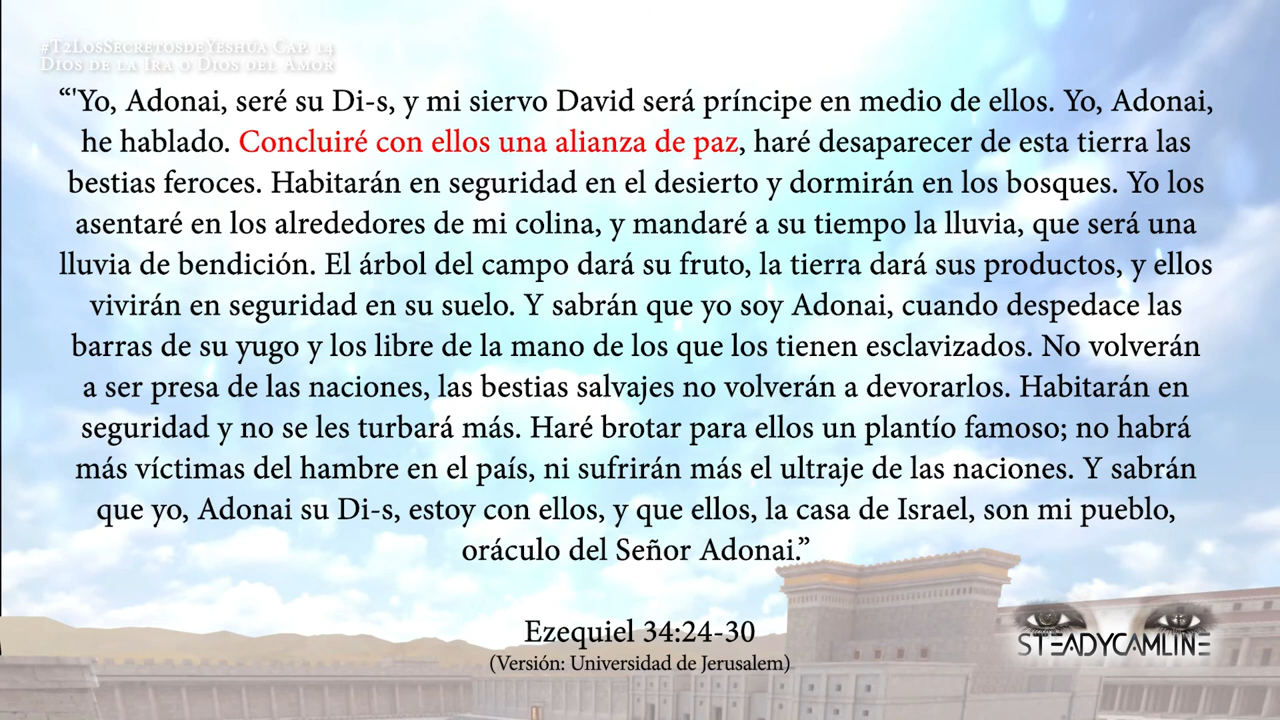 #T2LosSecretosdeYeshúa Cap. 14
Dios de la Ira o Dios del Amor
“'Yo, Adonai, seré su Di-s, y mi siervo David será príncipe en medio de ellos. Yo, Adonai,
he hablado. Concluiré con ellos una alianza de paz, haré desaparecer de esta tierra las
bestias feroces. Habitarán en seguridad en el desierto y dormirán en los bosques. Yo los
asentaré en los alrededores de mi colina, y mandaré a su tiempo la lluvia, que será una
lluvia de bendición. El árbol del campo dará su fruto, la tierra dará sus productos, y ellos
vivirán en seguridad en su suelo. Y sabrán que yo soy Adonai, cuando despedace las
barras de su yugo y los libre de la mano de los que los tienen esclavizados. No volverán
a ser presa de las naciones, las bestias salvajes no volverán a devorarlos. Habitarán en
seguridad y no se les turbará más. Haré brotar para ellos un plantío famoso; no habrá
más víctimas del hambre en el país, ni sufrirán más el ultraje de las naciones. Y sabrán
que yo, Adonai su Di-s, estoy con ellos, y que ellos, la casa de Israel, son mi pueblo,
oráculo del Señor Adonai.”
Ezequiel 34:24-30
(Versión: Universidad de Jerusalem)
STEADYCAMLINE